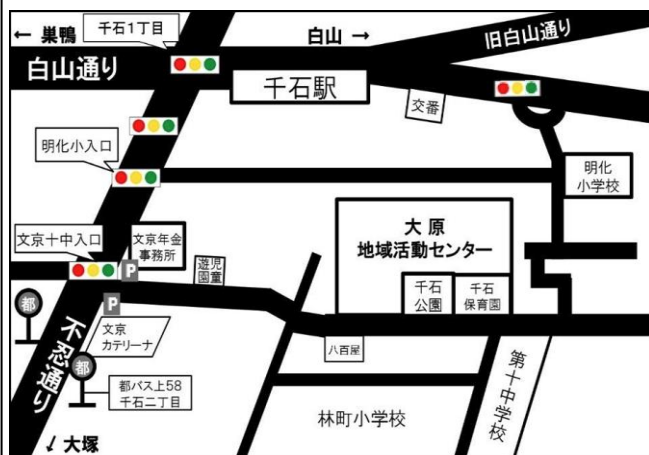 千石1丁目
← 巣鴨
白山 →
旧白山通り
白山通り
千石駅
交番
明化小入口
明化
小学校
大原
地域活動センター
文京十中入口
文京年金
事務所
P
遊児
園童
千石
公園
千石
保育園
都
P
文京
カテリーナ
不忍通り
八百屋
都
都バス上58
千石二丁目
林町小学校
第十中学校
↙大塚